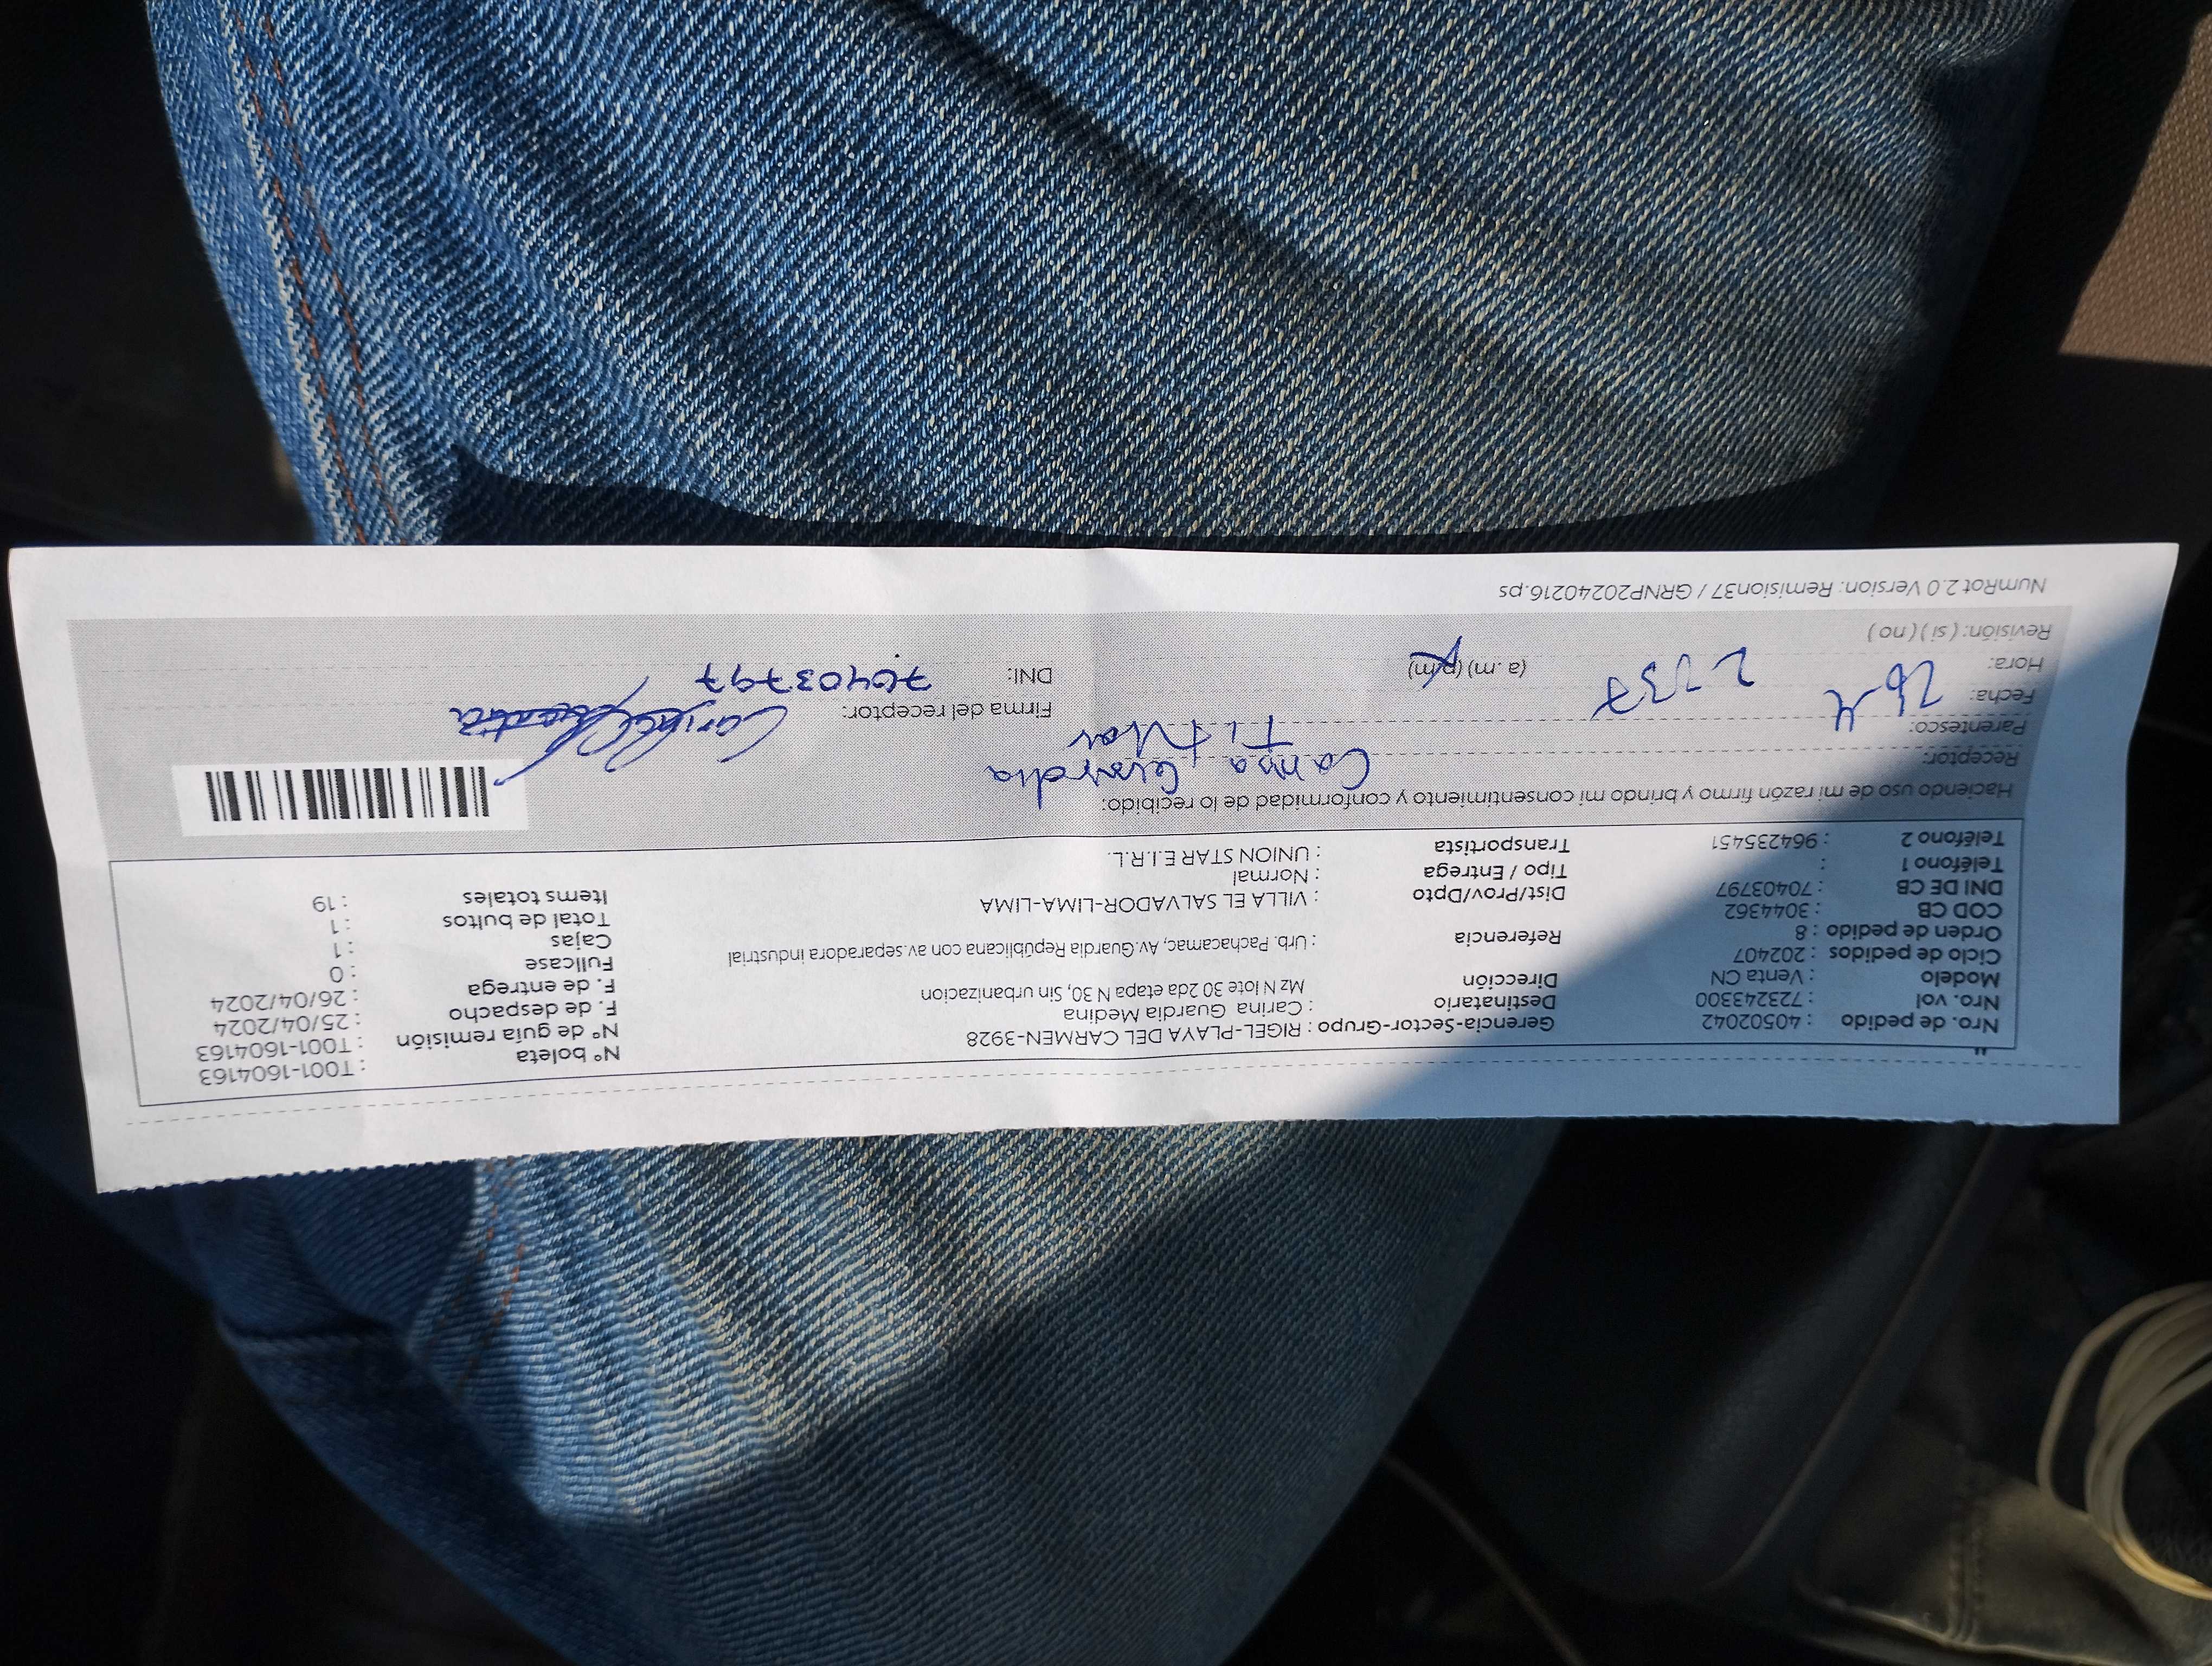 Nro. de pedido : 40502042 Gerencia-Sector-Grupo : RIGEL-PLAYA DEL CARMEN-3928 N° boleta : T001-1604163
Nro. vol : 723243300 Destinatario : Carina Guardia Medina N° de guía remisión : T001-1604163
Modelo : Venta CN Dirección Mz N lote 30 2da etapa N 30, Sin urbanizacion F. de despacho : 25/04/2024
Ciclo de pedidos : 202407 F. de entrega : 26/04/2024
Orden de pedido : 8 Referencia : Urb. Pachacamac, Av.Guardia Repúblicana con av.separadora industrial Fullcase : 0
COD CB : 3044362 Cajas : 1
DNI DE CB : 70403797 Dist/Prov/Dpto : VILLA EL SALVADOR-LIMA-LIMA Total de bultos : 1
Teléfono 1 : Tipo / Entrega : Normal Items totales : 19
Teléfono 2 : 964235451 Transportista : UNION STAR E.I.R.L.
Haciendo uso de mi razón firmo y brindo mi consentimiento y conformidad de lo recibido:
Receptor: Guardia
Parentesco: Titular
Fecha: 26 4 Firma del receptor:
Hora: 2:37 (a .m) (p/m) DNI: 70403797
Revisión: ( si ) ( no )
NumRot 2.0 Version: Remision37 / GRNP20240216.ps